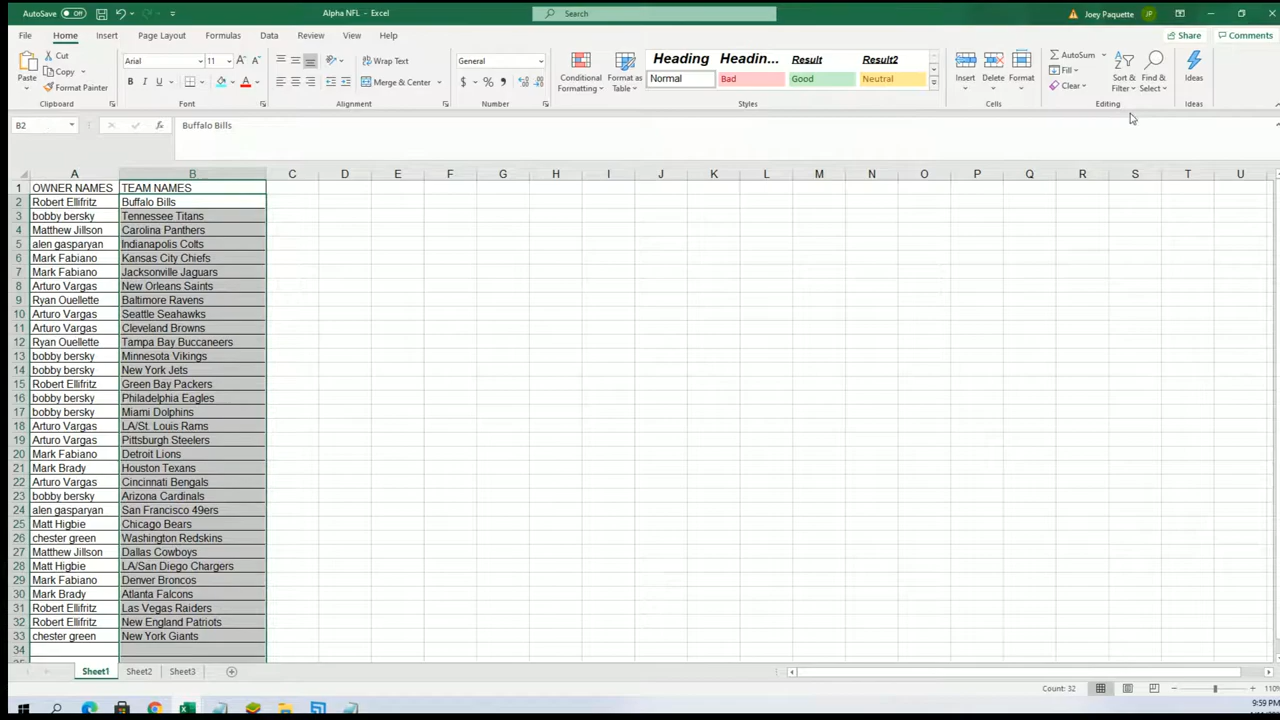 AutoSave Off Alpha NFL - Excel Search Joey Paquette JP
File Home Insert Page Layout Formulas Data Review View Help Share Comments
Paste Cut Copy Format Painter Clipboard
Arial 11 A A B I U A Font
Wrap Text Merge & Center Alignment
General $ % Number
Conditional Formatting Format as Table
Heading Headin... Result Result2
Normal Bad Good Neutral
Styles
Insert Delete Format Cells
AutoSum Fill Clear Sort & Filter Find & Select Editing
Ideas Ideas
B2 fx Buffalo Bills
A B C D E F G H I J K L M N O P Q R S T U
1 OWNER NAMES TEAM NAMES
2 Robert Ellifritz Buffalo Bills
3 bobby bersky Tennessee Titans
4 Matthew Jillson Carolina Panthers
5 alen gasparyan Indianapolis Colts
6 Mark Fabiano Kansas City Chiefs
7 Mark Fabiano Jacksonville Jaguars
8 Arturo Vargas New Orleans Saints
9 Ryan Ouellette Baltimore Ravens
10 Arturo Vargas Seattle Seahawks
11 Arturo Vargas Cleveland Browns
12 Ryan Ouellette Tampa Bay Buccaneers
13 bobby bersky Minnesota Vikings
14 bobby bersky New York Jets
15 Robert Ellifritz Green Bay Packers
16 bobby bersky Philadelphia Eagles
17 bobby bersky Miami Dolphins
18 Arturo Vargas LA/St. Louis Rams
19 Arturo Vargas Pittsburgh Steelers
20 Mark Fabiano Detroit Lions
21 Mark Brady Houston Texans
22 Arturo Vargas Cincinnati Bengals
23 bobby bersky Arizona Cardinals
24 alen gasparyan San Francisco 49ers
25 Matt Higbie Chicago Bears
26 chester green Washington Redskins
27 Matthew Jillson Dallas Cowboys
28 Matt Higbie LA/San Diego Chargers
29 Mark Fabiano Denver Broncos
30 Mark Brady Atlanta Falcons
31 Robert Ellifritz Las Vegas Raiders
32 Robert Ellifritz New England Patriots
33 chester green New York Giants
34
Sheet1 Sheet2 Sheet3
Count: 32 110%
9:59 PM